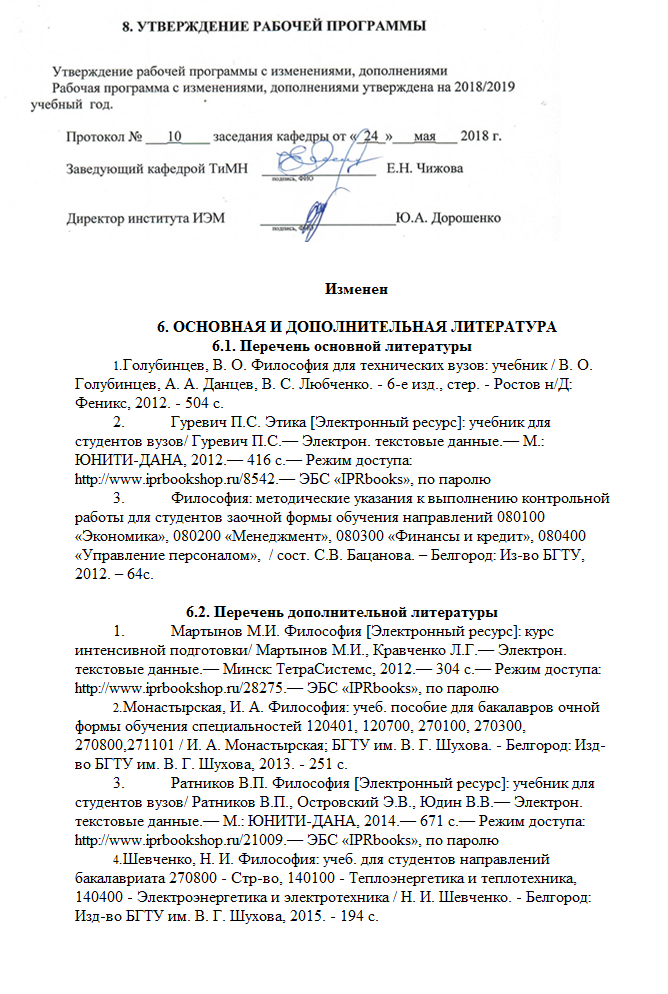 8. УТВЕРЖДЕНИЕ РАБОЧЕЙ ПРОГРАММЫ
Утверждение рабочей программы с изменениями, дополнениями
Рабочая программа с изменениями, дополнениями утверждена на 2018/2019
учебный год.
Протокол № ___10____ заседания кафедры от «_24_»___мая___ 2018 г.
Заведующий кафедрой ТиМН ________________ Е.Н. Чижова
подпись, ФИО
Директор института ИЭМ ___________________Ю.А. Дорошенко
подпись, ФИО
Изменен
6. ОСНОВНАЯ И ДОПОЛНИТЕЛЬНАЯ ЛИТЕРАТУРА
6.1. Перечень основной литературы
1.Голубинцев, В. О. Философия для технических вузов: учебник / В. О.
Голубинцев, А. А. Данцев, В. С. Любченко. - 6-е изд., стер. - Ростов н/Д:
Феникс, 2012. - 504 с.
2. Гуревич П.С. Этика [Электронный ресурс]: учебник для
студентов вузов/ Гуревич П.С.— Электрон. текстовые данные.— М.:
ЮНИТИ-ДАНА, 2012.— 416 с.— Режим доступа:
http://www.iprbookshop.ru/8542.— ЭБС «IPRbooks», по паролю
3. Философия: методические указания к выполнению контрольной
работы для студентов заочной формы обучения направлений 080100
«Экономика», 080200 «Менеджмент», 080300 «Финансы и кредит», 080400
«Управление персоналом», / сост. С.В. Бацанова. – Белгород: Из-во БГТУ,
2012. – 64с.
6.2. Перечень дополнительной литературы
1. Мартынов М.И. Философия [Электронный ресурс]: курс
интенсивной подготовки/ Мартынов М.И., Кравченко Л.Г.— Электрон.
текстовые данные.— Минск: ТетраСистемс, 2012.— 304 с.— Режим доступа:
http://www.iprbookshop.ru/28275.— ЭБС «IPRbooks», по паролю
2.Монастырская, И. А. Философия: учеб. пособие для бакалавров очной
формы обучения специальностей 120401, 120700, 270100, 270300,
270800,271101 / И. А. Монастырская; БГТУ им. В. Г. Шухова. - Белгород: Изд-
во БГТУ им. В. Г. Шухова, 2013. - 251 с.
3. Ратников В.П. Философия [Электронный ресурс]: учебник для
студентов вузов/ Ратников В.П., Островский Э.В., Юдин В.В.— Электрон.
текстовые данные.— М.: ЮНИТИ-ДАНА, 2014.— 671 с.— Режим доступа:
http://www.iprbookshop.ru/21009.— ЭБС «IPRbooks», по паролю
4.Шевченко, Н. И. Философия: учеб. для студентов направлений
бакалавриата 270800 - Стр-во, 140100 - Теплоэнергетика и теплотехника,
140400 - Электроэнергетика и электротехника / Н. И. Шевченко. - Белгород:
Изд-во БГТУ им. В. Г. Шухова, 2015. - 194 с.